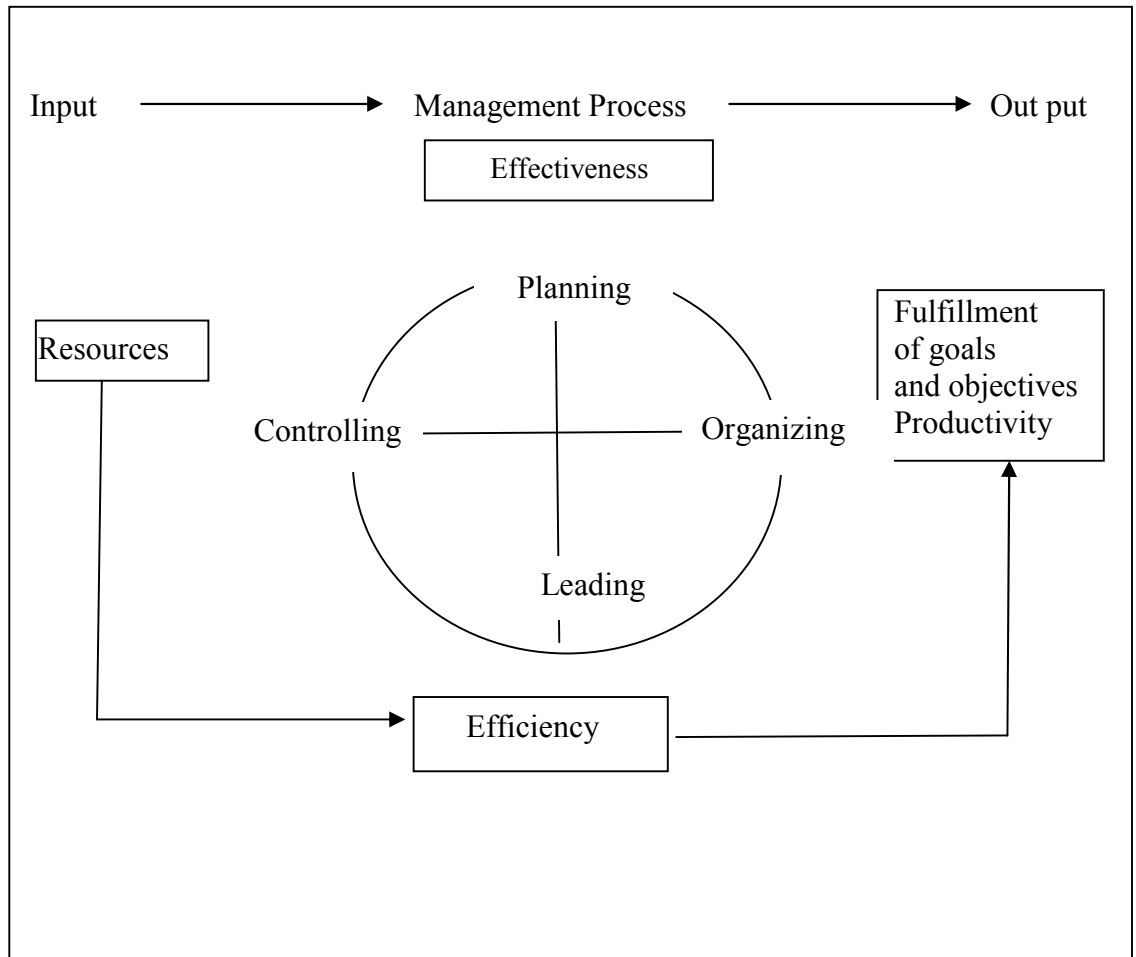 Input Management Process Out put
Effectiveness
Planning
Resources
Fulfillment
of goals
and objectives
Productivity
Controlling Organizing
Leading
Efficiency